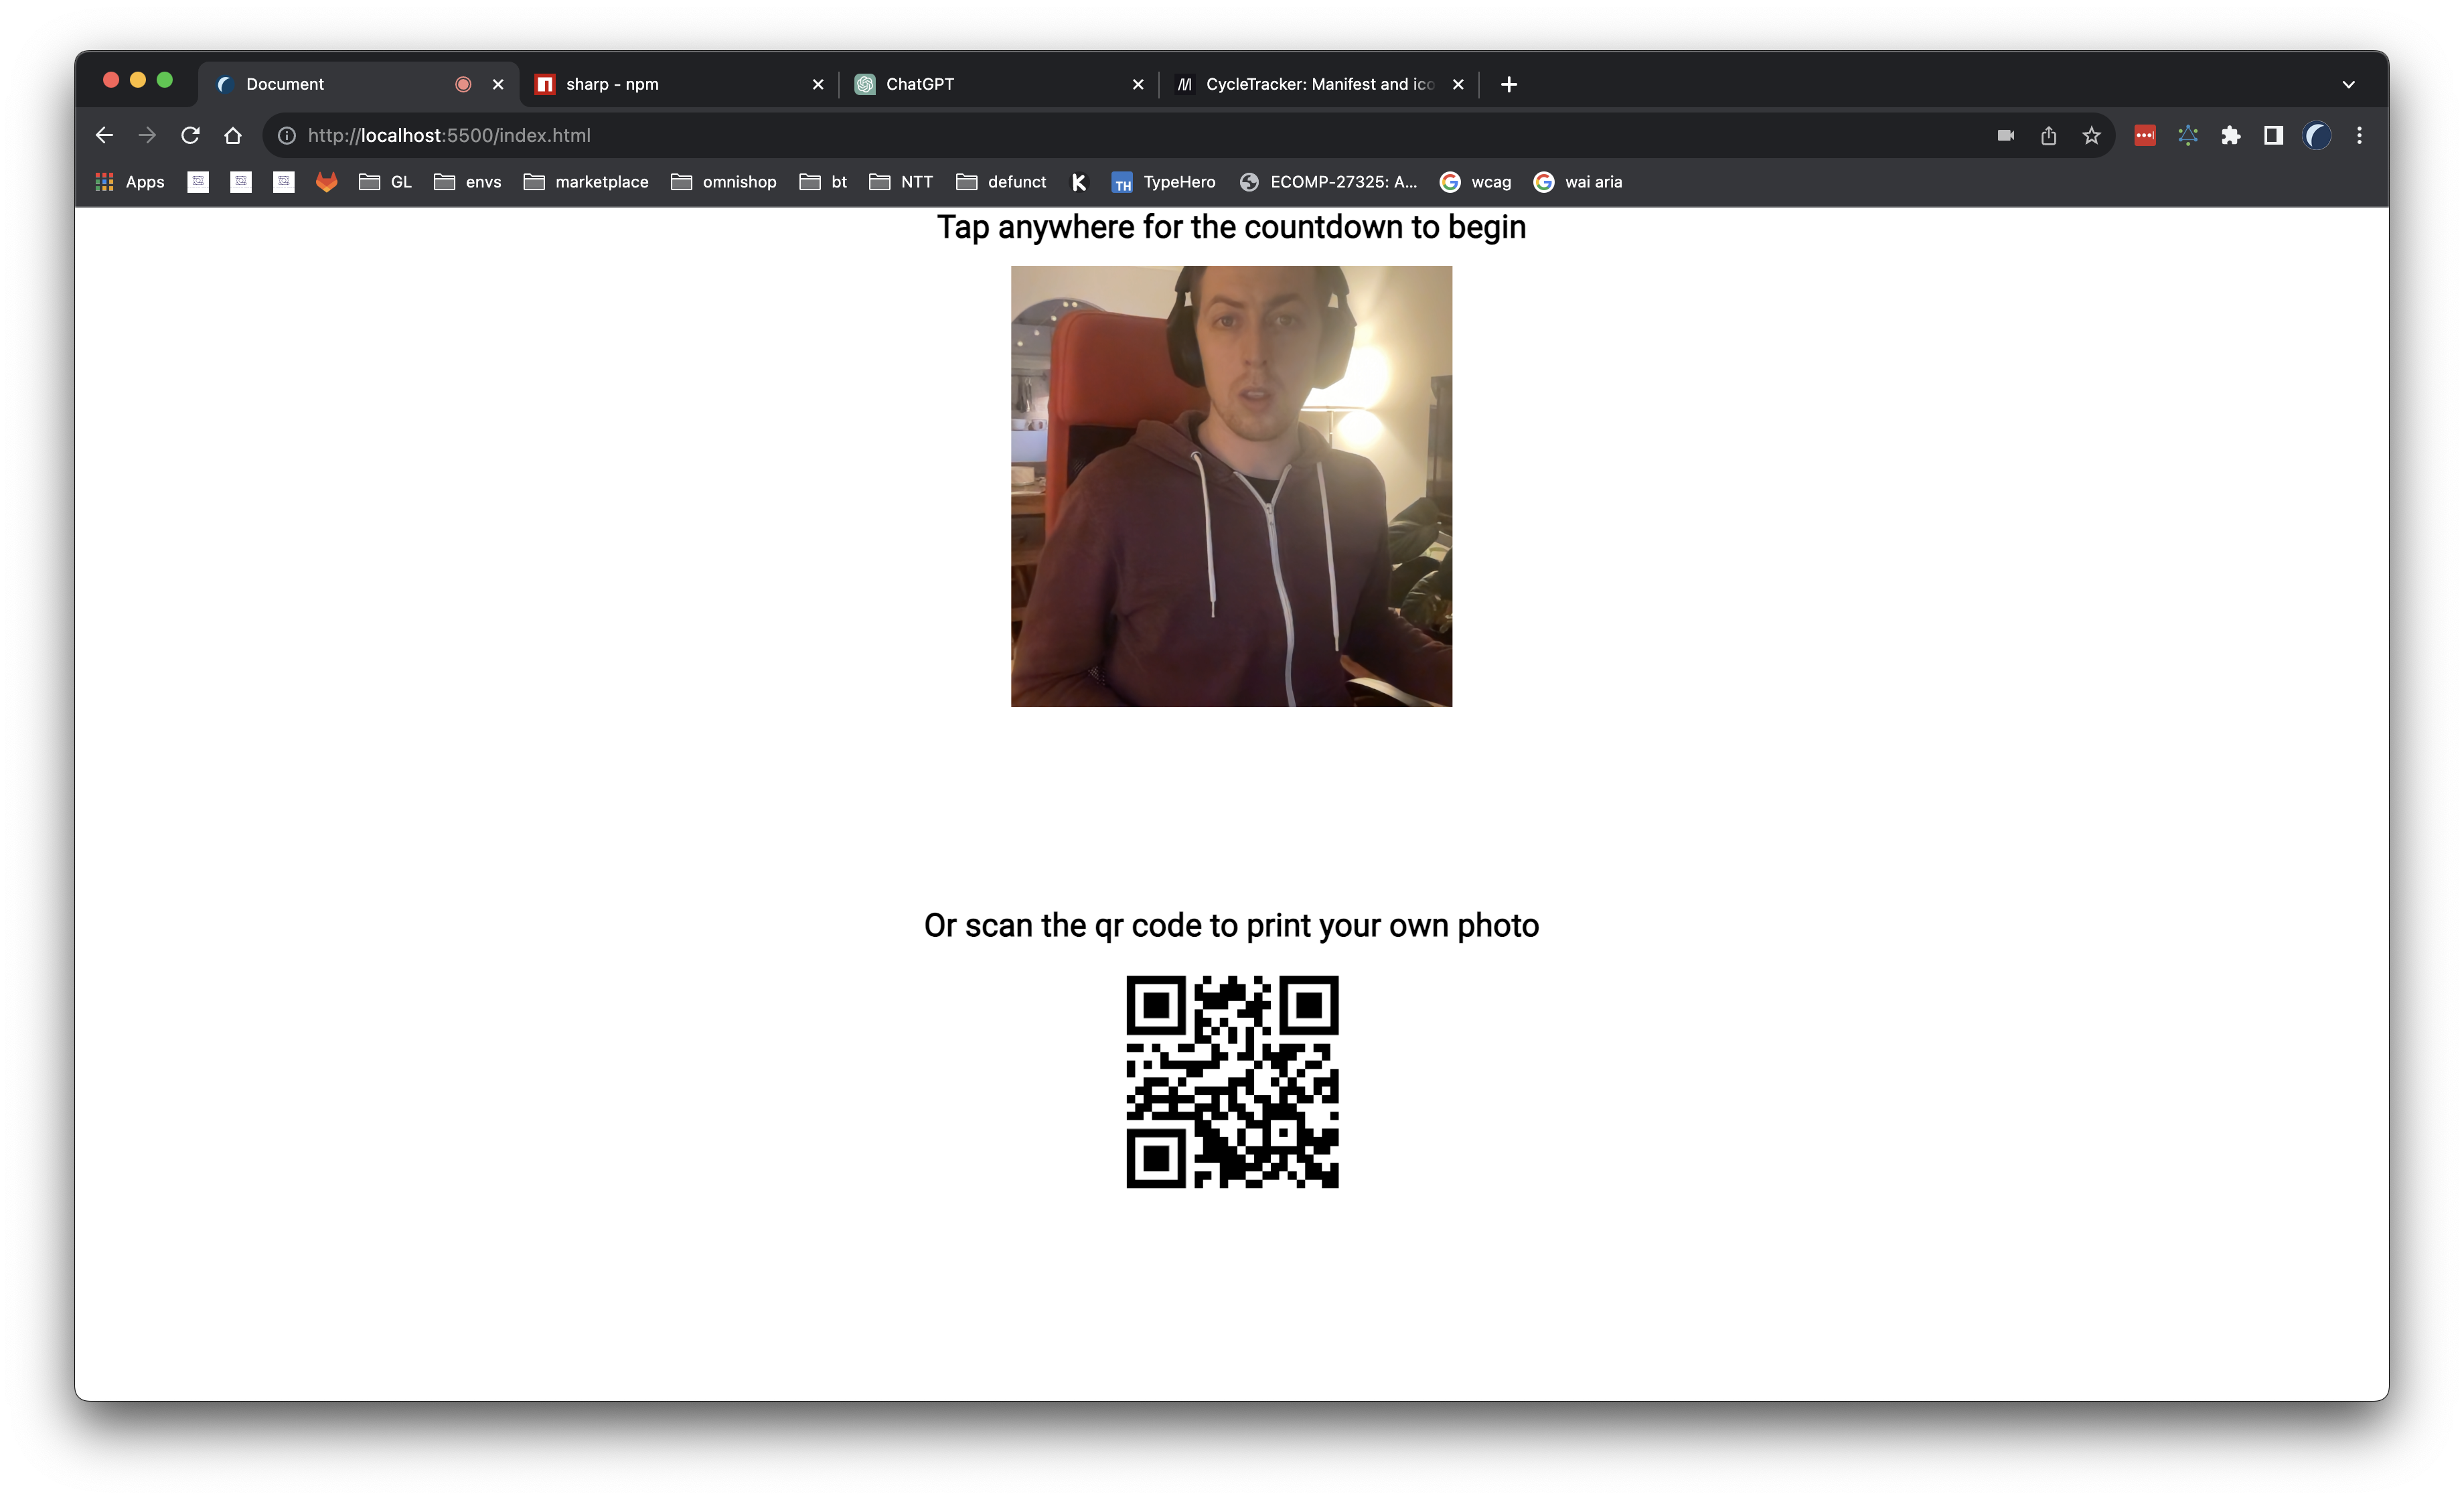 Document
sharp - npm
ChatGPT
CycleTracker: Manifest and ico
http://localhost:5500/index.html
Apps GL envs marketplace omnishop bt NTT defunct K TH TypeHero ECOMP-27325: A... wcag wai aria
Tap anywhere for the countdown to begin
Or scan the qr code to print your own photo